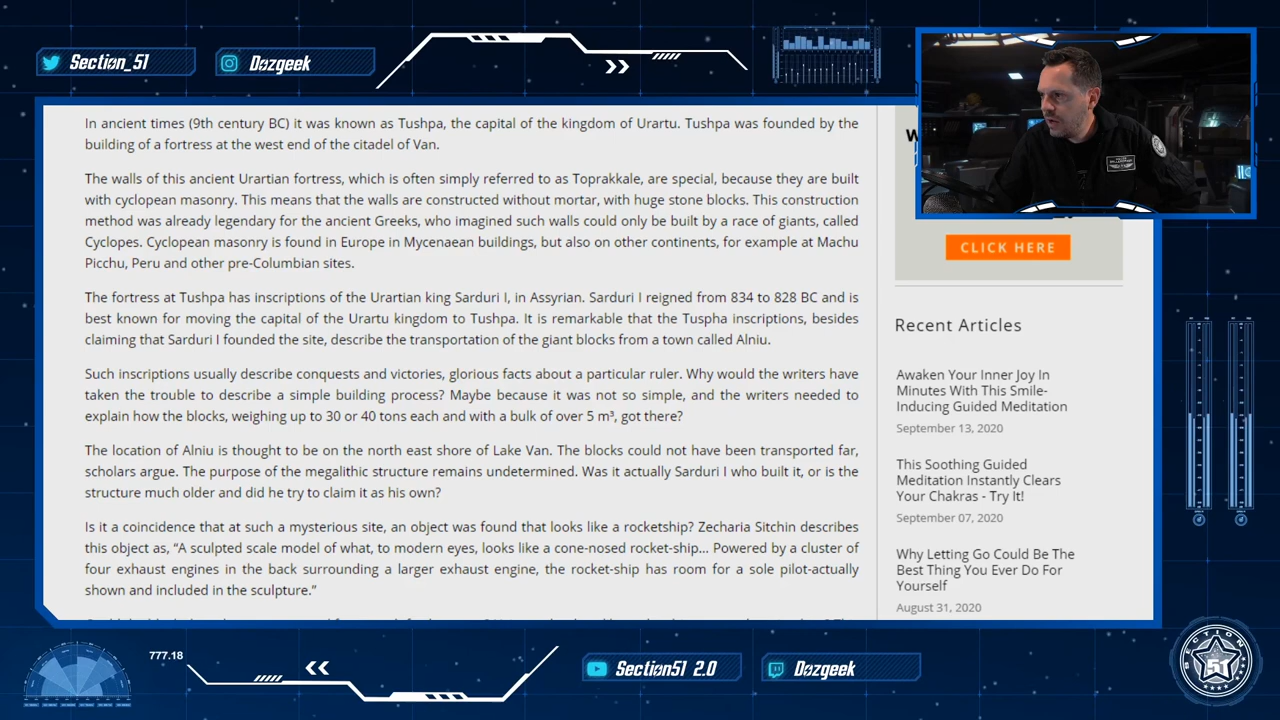 Section_51
Dazgeek
In ancient times (9th century BC) it was known as Tushpa, the capital of the kingdom of Urartu. Tushpa was founded by the
building of a fortress at the west end of the citadel of Van.
The walls of this ancient Urartian fortress, which is often simply referred to as Toprakkale, are special, because they are built
with cyclopean masonry. This means that the walls are constructed without mortar, with huge stone blocks. This construction
method was already legendary for the ancient Greeks, who imagined such walls could only be built by a race of giants, called
Cyclopes. Cyclopean masonry is found in Europe in Mycenaean buildings, but also on other continents, for example at Machu
Picchu, Peru and other pre-Columbian sites.
The fortress at Tushpa has inscriptions of the Urartian king Sarduri I, in Assyrian. Sarduri I reigned from 834 to 828 BC and is
best known for moving the capital of the Urartu kingdom to Tushpa. It is remarkable that the Tuspha inscriptions, besides
claiming that Sarduri I founded the site, describe the transportation of the giant blocks from a town called Alniu.
Such inscriptions usually describe conquests and victories, glorious facts about a particular ruler. Why would the writers have
taken the trouble to describe a simple building process? Maybe because it was not so simple, and the writers needed to
explain how the blocks, weighing up to 30 or 40 tons each and with a bulk of over 5 m³, got there?
The location of Alniu is thought to be on the north east shore of Lake Van. The blocks could not have been transported far,
scholars argue. The purpose of the megalithic structure remains undetermined. Was it actually Sarduri I who built it, or is the
structure much older and did he try to claim it as his own?
Is it a coincidence that at such a mysterious site, an object was found that looks like a rocketship? Zecharia Sitchin describes
this object as, “A sculpted scale model of what, to modern eyes, looks like a cone-nosed rocket-ship... Powered by a cluster of
four exhaust engines in the back surrounding a larger exhaust engine, the rocket-ship has room for a sole pilot-actually
shown and included in the sculpture.”
CLICK HERE
Recent Articles
Awaken Your Inner Joy In
Minutes With This Smile-
Inducing Guided Meditation
September 13, 2020
This Soothing Guided
Meditation Instantly Clears
Your Chakras - Try It!
September 07, 2020
Why Letting Go Could Be The
Best Thing You Ever Do For
Yourself
August 31, 2020
777.18
Section51 2.0
Dazgeek
SECTION
51